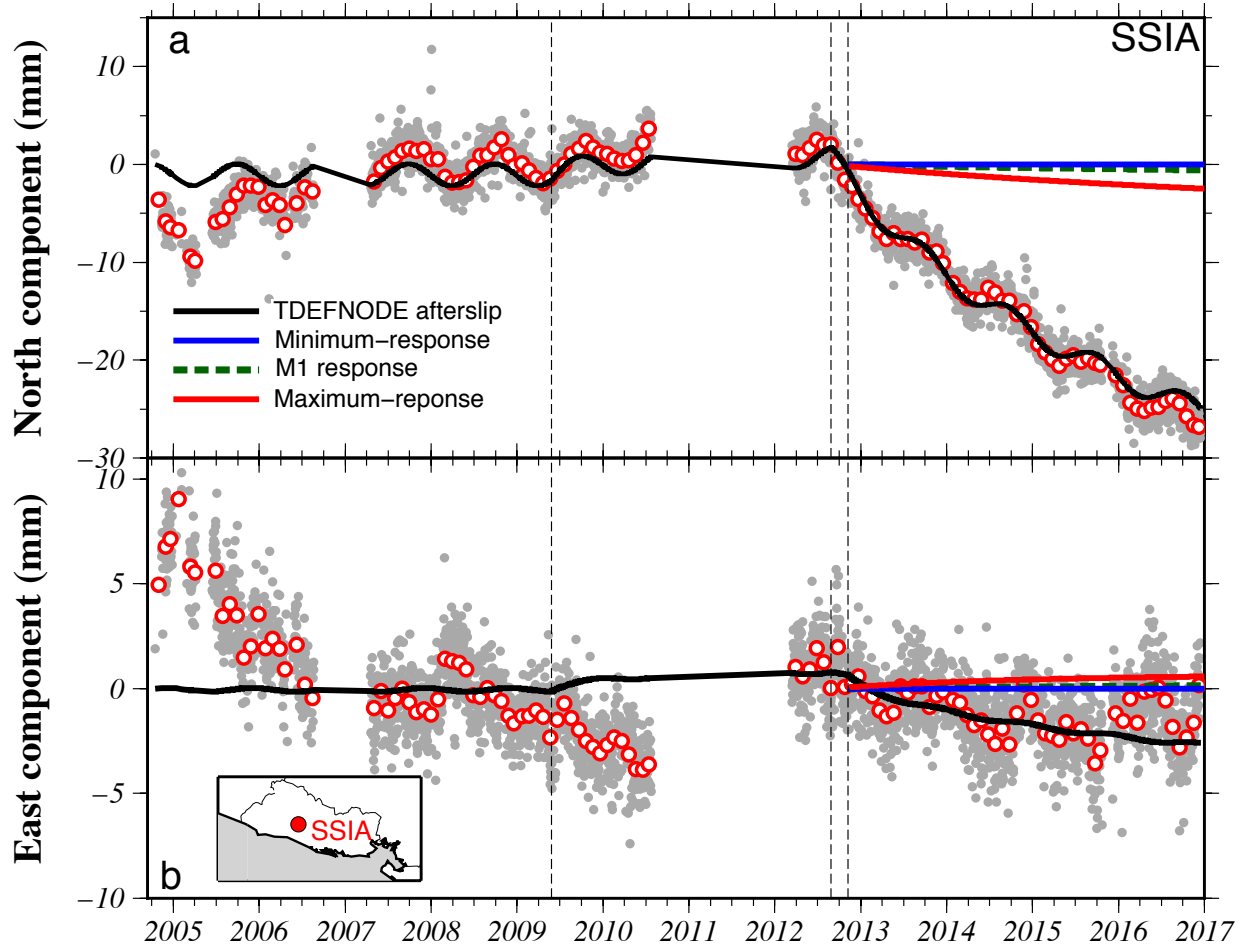 a
SSIA
North component (mm)
10
0
−10
−20
−30
TDEFNODE afterslip
Minimum−response
M1 response
Maximum−reponse
East component (mm)
10
5
0
−5
−10
SSIA
b
2005 2006 2007 2008 2009 2010 2011 2012 2013 2014 2015 2016 2017